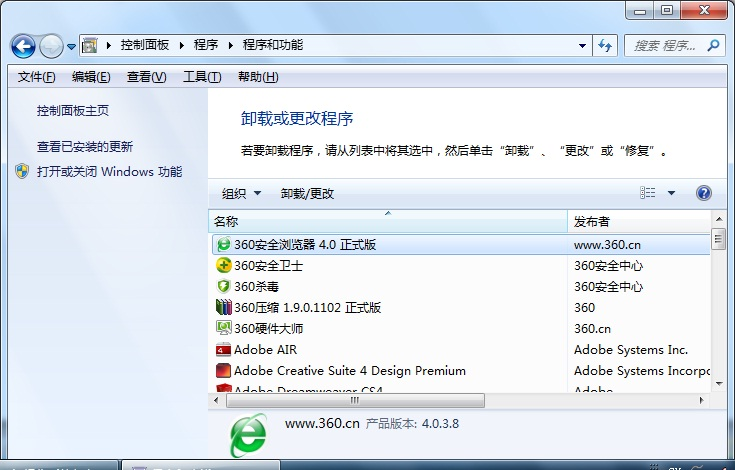 控制面板 程序 程序和功能
搜索 程序...
文件(F) 编辑(E) 查看(V) 工具(T) 帮助(H)
控制面板主页
查看已安装的更新
打开或关闭 Windows 功能
卸载或更改程序
若要卸载程序，请从列表中将其选中，然后单击“卸载”、“更改”或“修复”。
组织 卸载/更改
名称 发布者
360安全浏览器 4.0 正式版 www.360.cn
360安全卫士 360安全中心
360杀毒 360安全中心
360压缩 1.9.0.1102 正式版 360
360硬件大师 360.cn
Adobe AIR Adobe Systems Inc.
Adobe Creative Suite 4 Design Premium Adobe Systems Incorpo
Adobe Dreamweaver CS4 Adobe
www.360.cn 产品版本: 4.0.3.8